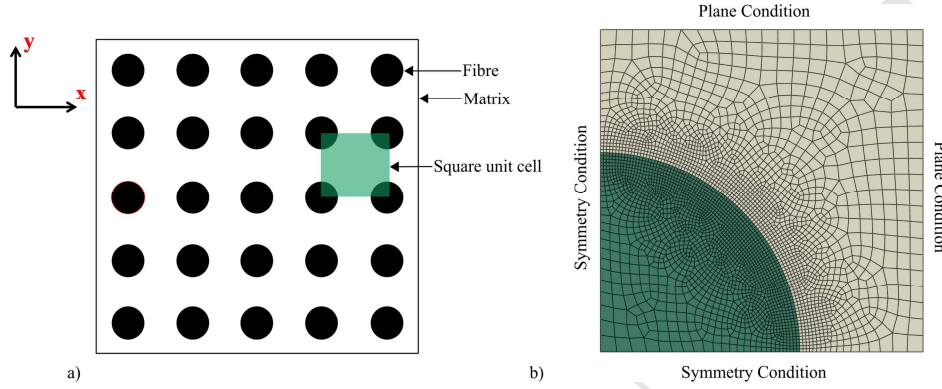 y
x
Fibre
Matrix
Square unit cell
a)
Plane Condition
Symmetry Condition
Plane Condition
Symmetry Condition
b)